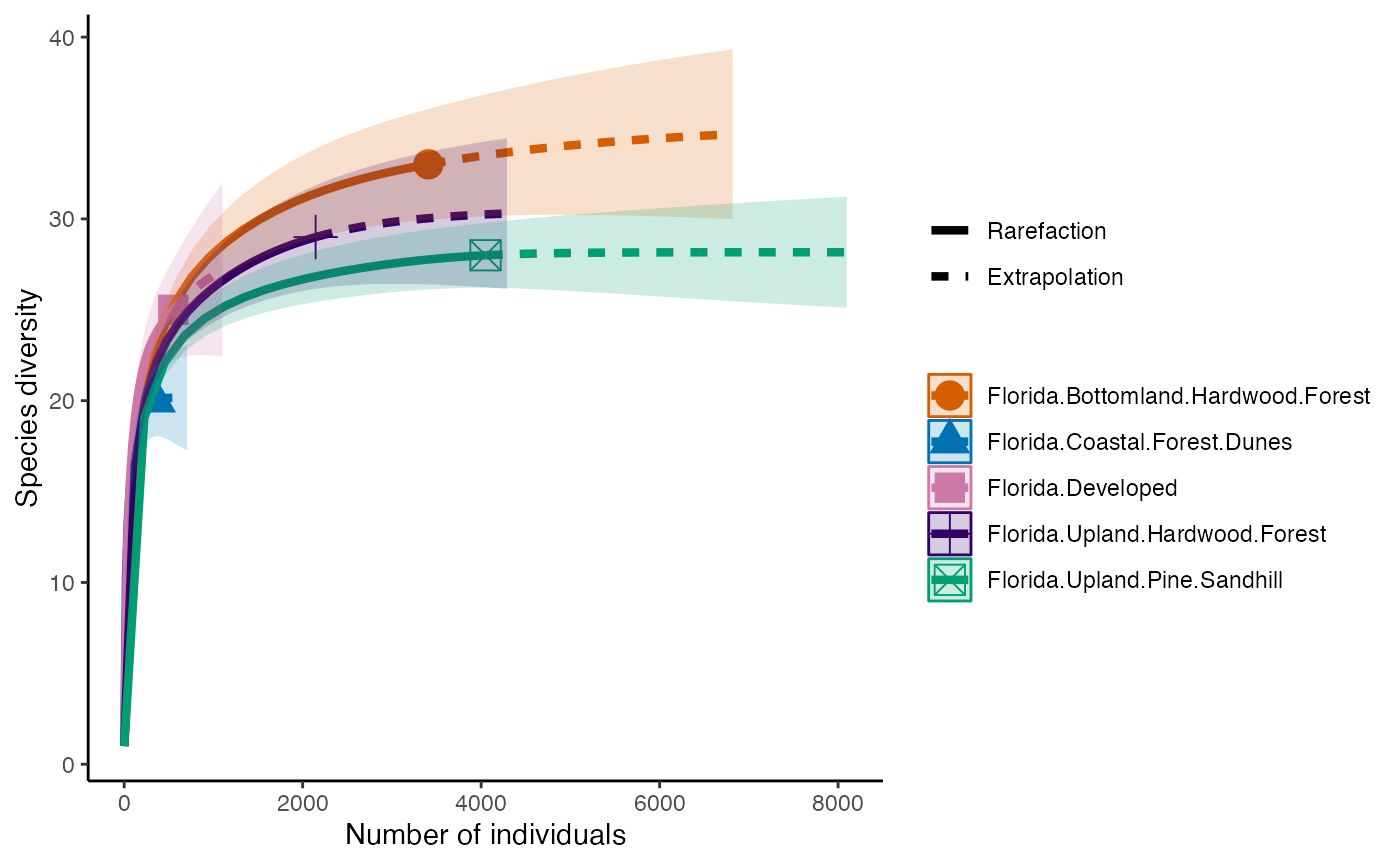 Species diversity
40
30
20
10
0
0 2000 4000 6000 8000
Number of individuals
Rarefaction
Extrapolation
Florida.Bottomland.Hardwood.Forest
Florida.Coastal.Forest.Dunes
Florida.Developed
Florida.Upland.Hardwood.Forest
Florida.Upland.Pine.Sandhill